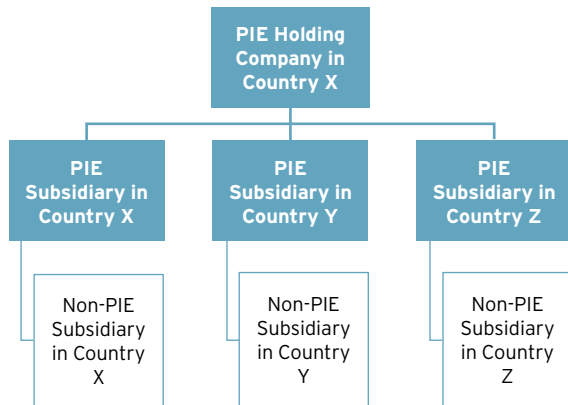 PIE Holding
Company in
Country X
PIE
Subsidiary in
Country X
PIE
Subsidiary in
Country Y
PIE
Subsidiary in
Country Z
Non-PIE
Subsidiary
in Country
X
Non-PIE
Subsidiary
in Country
Y
Non-PIE
Subsidiary
in Country
Z